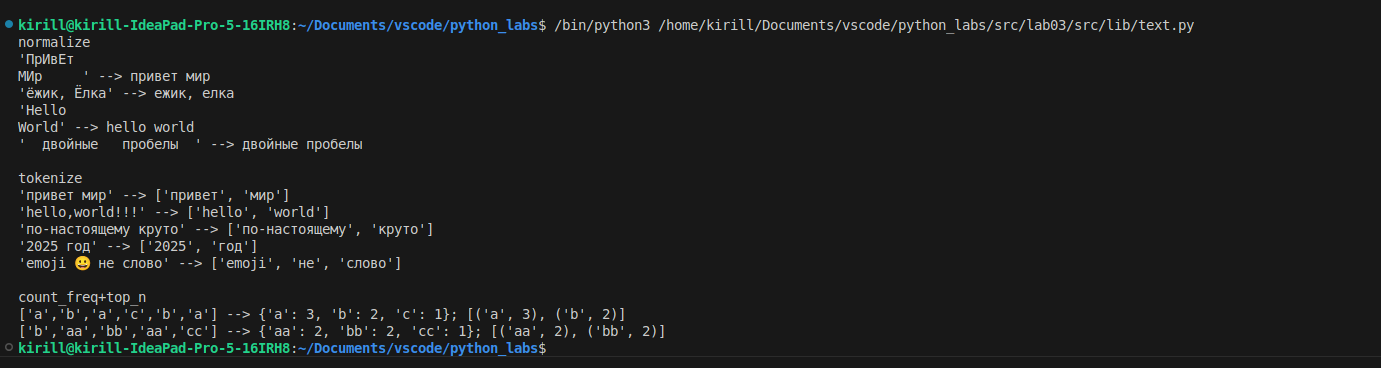 kirill@kirill-IdeaPad-Pro-5-16IRH8:~/Documents/vscode/python_labs$ /bin/python3 /home/kirill/Documents/vscode/python_labs/src/lab03/src/lib/text.py
normalize
'ПрИвЕт
МИр     ' --> привет мир
'ёжик, Ёлка' --> ежик, елка
'Hello
World' --> hello world
'  двойные   пробелы  ' --> двойные пробелы
tokenize
'привет мир' --> ['привет', 'мир']
'hello,world!!!' --> ['hello', 'world']
'по-настоящему круто' --> ['по-настоящему', 'круто']
'2025 год' --> ['2025', 'год']
'emoji 😀 не слово' --> ['emoji', 'не', 'слово']
count_freq+top_n
['a','b','a','c','b','a'] --> {'a': 3, 'b': 2, 'c': 1}; [('a', 3), ('b', 2)]
['b','aa','bb','aa','cc'] --> {'aa': 2, 'bb': 2, 'cc': 1}; [('aa', 2), ('bb', 2)]
kirill@kirill-IdeaPad-Pro-5-16IRH8:~/Documents/vscode/python_labs$